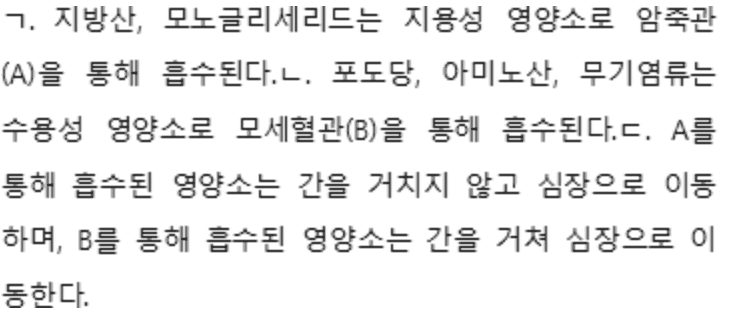 ㄱ. 지방산, 모노글리세리드는 지용성 영양소로 암죽관
(A)을 통해 흡수된다.ㄴ. 포도당, 아미노산, 무기염류는
수용성 영양소로 모세혈관(B)을 통해 흡수된다.ㄷ. A를
통해 흡수된 영양소는 간을 거치지 않고 심장으로 이동
하며, B를 통해 흡수된 영양소는 간을 거쳐 심장으로 이
동한다.